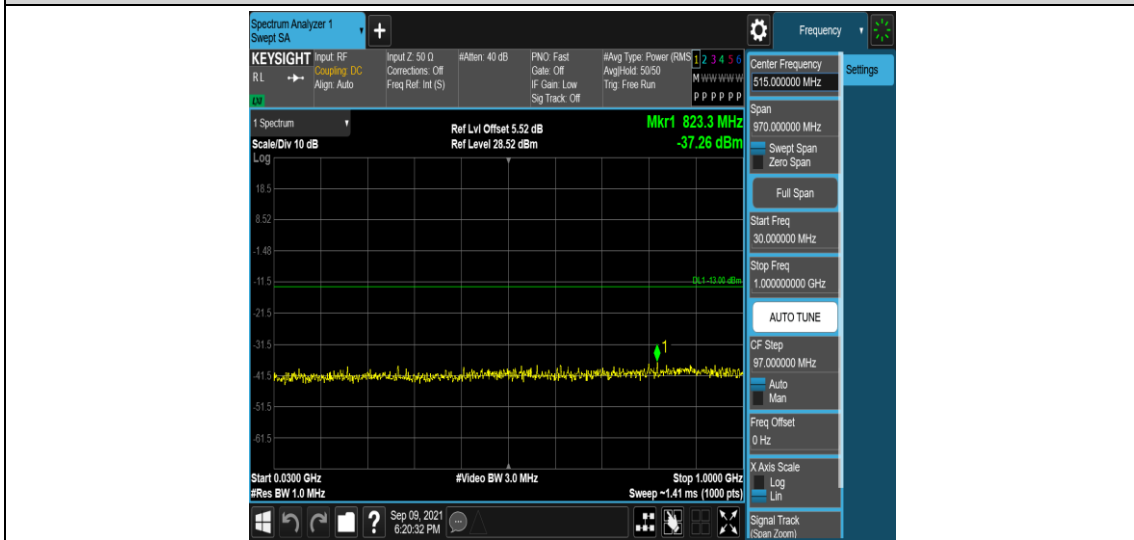 Spectrum Analyzer 1
Swept SA
Frequency
KEYSIGHT
RL
LXI
Input: RF
Coupling: DC
Align: Auto
Input Z: 50 Ω
Corrections: Off
Freq Ref: Int (S)
#Atten: 40 dB
PNO: Fast
Gate: Off
IF Gain: Low
Sig Track: Off
#Avg Type: Power (RMS
Avg|Hold: 50/50
Trig: Free Run
1 2 3 4 5 6
M W W W W W
P P P P P P
Center Frequency
515.000000 MHz
Settings
Span
970.000000 MHz
Swept Span
Zero Span
Full Span
Start Freq
30.000000 MHz
Stop Freq
1.000000000 GHz
AUTO TUNE
CF Step
97.000000 MHz
Auto
Man
Freq Offset
0 Hz
X Axis Scale
Log
Lin
Signal Track
(Span Zoom)
1 Spectrum
Scale/Div 10 dB
Log
Ref Lvl Offset 5.52 dB
Ref Level 28.52 dBm
Mkr1 823.3 MHz
-37.26 dBm
18.5
8.52
-1.48
-11.5
DL1 -13.00 dBm
-21.5
-31.5
1
-41.5
-51.5
-61.5
Start 0.0300 GHz
#Res BW 1.0 MHz
#Video BW 3.0 MHz
Stop 1.0000 GHz
Sweep ~1.41 ms (1000 pts)
?
Sep 09, 2021
6:20:32 PM